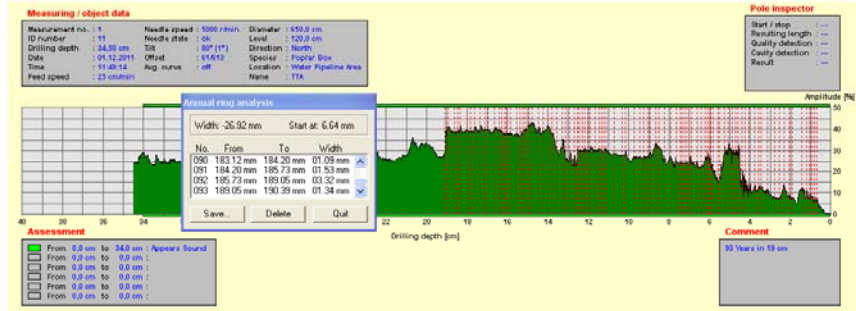 Measuring / object data
Measurement no. : 1 Needle speed : 5000 r/min. Diameter : 650,0 cm
ID number : 11 Needle state : ok Level : 120,0 cm
Drilling depth : 34,50 cm Tilt : 80° (1°) Direction : North
Date : 01.12.2011 Offset : 61/613 Species : Poplar Box
Time : 11:48:14 Avg. curve : off Location : Water Pipeline Area
Feed speed : 25 cm/min Name : TTA
Pole inspector
Start / stop : ---
Resulting length : ---
Quality detection : ---
Cavity detection : ---
Result : ---
Amplitude [%]
50
40
30
20
10
0
Annual ring analysis
Width: -26.92 mm Start at: 6.64 mm
No. From To Width
090 183.12 mm 184.20 mm 01.09 mm
091 184.20 mm 185.73 mm 01.53 mm
092 185.73 mm 189.05 mm 03.32 mm
093 189.05 mm 190.39 mm 01.34 mm
Save... Delete Quit
40 38 36 34 22 20 18 16 14 12 10 8 6 4 2 0
Drilling depth [cm]
Assessment
From 0,0 cm to 34,0 cm : Appears Sound
From 0,0 cm to 0,0 cm :
From 0,0 cm to 0,0 cm :
From 0,0 cm to 0,0 cm :
From 0,0 cm to 0,0 cm :
From 0,0 cm to 0,0 cm :
Comment
93 Years in 19 cm